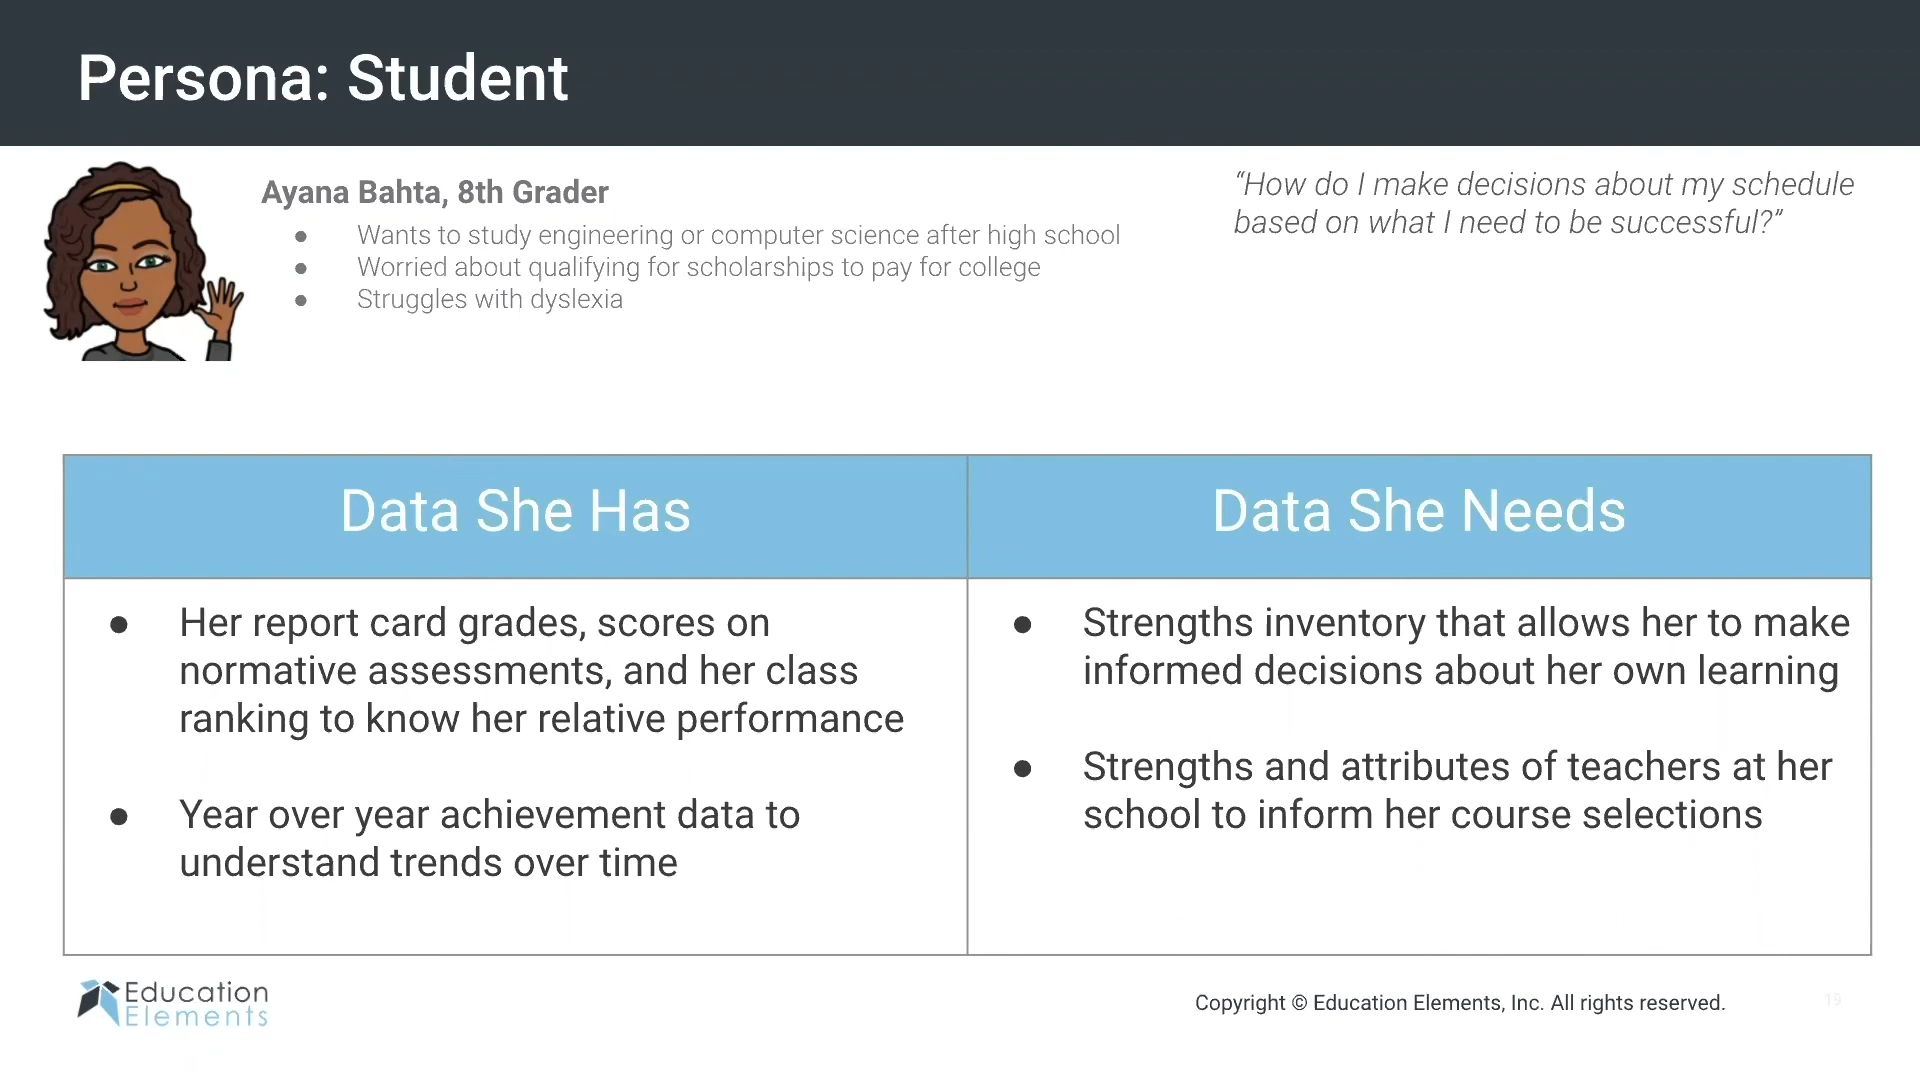 Persona: Student
Ayana Bahta, 8th Grader
● Wants to study engineering or computer science after high school
● Worried about qualifying for scholarships to pay for college
● Struggles with dyslexia
“How do I make decisions about my schedule
based on what I need to be successful?”
Data She Has
Data She Needs
● Her report card grades, scores on
normative assessments, and her class
ranking to know her relative performance
● Year over year achievement data to
understand trends over time
● Strengths inventory that allows her to make
informed decisions about her own learning
● Strengths and attributes of teachers at her
school to inform her course selections
Education
Elements
Copyright © Education Elements, Inc. All rights reserved.
19